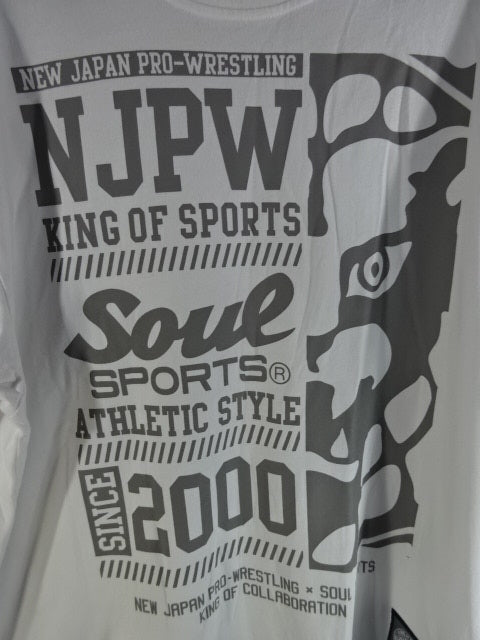 NEW JAPAN PRO-WRESTLING
NJPW
KING OF SPORTS
Soul
SPORTS®
ATHLETIC STYLE
SINCE
2000
TS
NEW JAPAN PRO-WRESTLING × SOUL
KING OF COLLABORATION